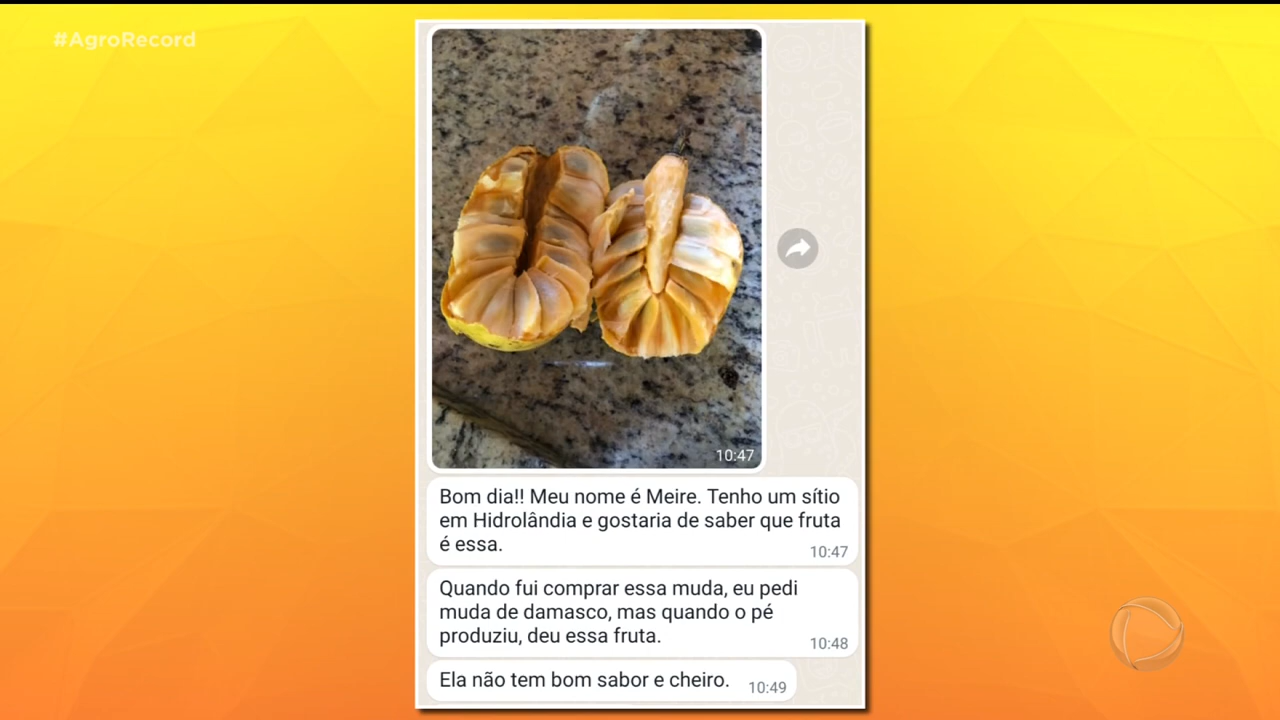 #AgroRecord
10:47
Bom dia!! Meu nome é Meire. Tenho um sítio
em Hidrolândia e gostaria de saber que fruta
é essa.
10:47
Quando fui comprar essa muda, eu pedi
muda de damasco, mas quando o pé
produziu, deu essa fruta.
10:48
Ela não tem bom sabor e cheiro.
10:49